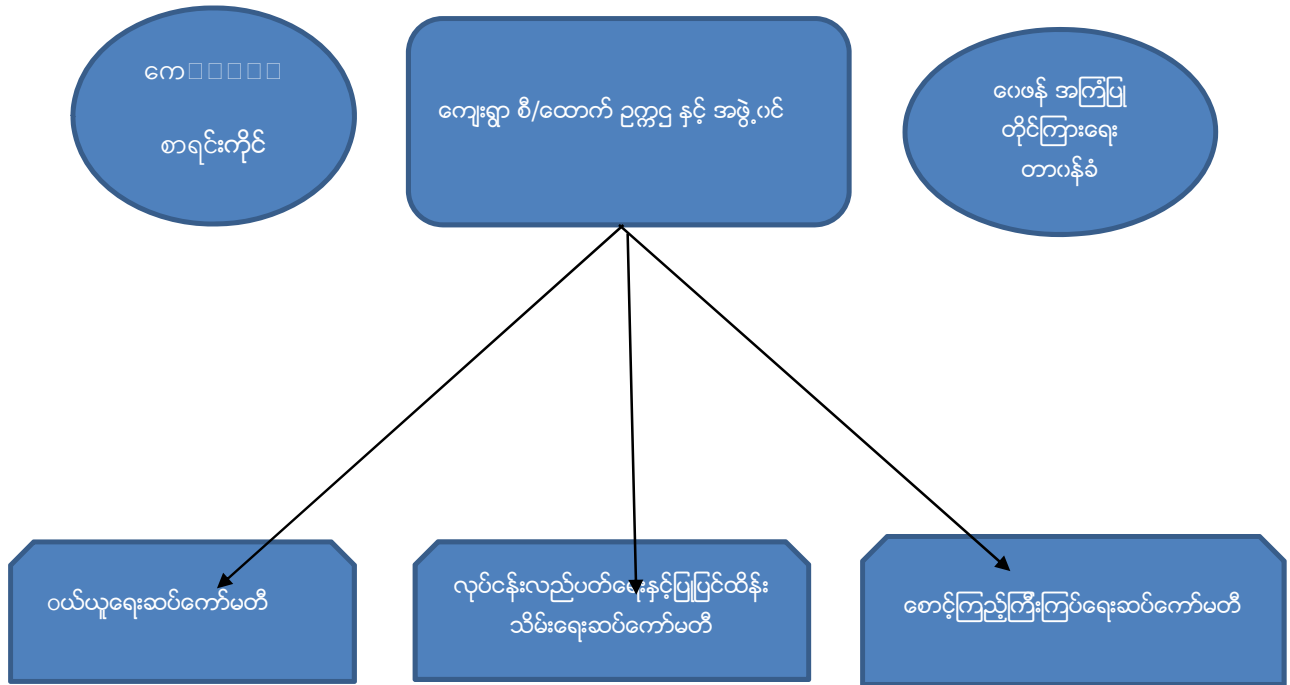 ကျေးရွာ စီ/ထောက် ဥက္ကဌ နှင့် အဖွဲ့ဝင်
စာရင်းကိုင်
ဝေဖန် အကြံပြု
တိုင်ကြားရေး
တာဝန်ခံ
ဝယ်ယူရေးဆပ်ကော်မတီ
လုပ်ငန်းလည်ပတ်ရေးနှင့်ပြုပြင်ထိန်း
သိမ်းရေးဆပ်ကော်မတီ
စောင့်ကြည့်ကြီးကြပ်ရေးဆပ်ကော်မတီ